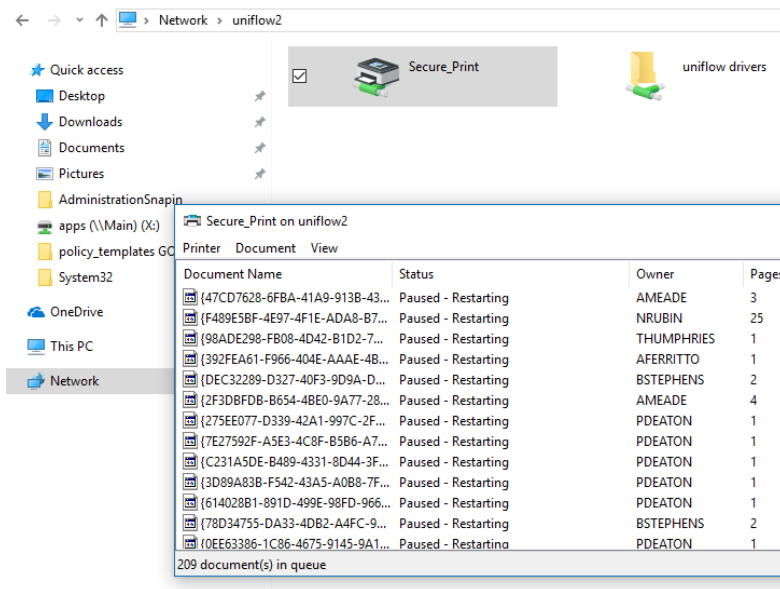 Network > uniflow2
Quick access
Desktop
Downloads
Documents
Pictures
AdministrationSnapin
apps (\\Main) (X:)
policy_templates GO
System32
OneDrive
This PC
Network
Secure_Print
uniflow drivers
Secure_Print on uniflow2
Printer Document View
Document Name Status Owner Pages
{47CD7628-6FBA-41A9-913B-43... Paused - Restarting AMEADE 3
{F489E5BF-4E97-4F1E-ADA8-B7... Paused - Restarting NRUBIN 25
{98ADE298-FB08-4D42-B1D2-7... Paused - Restarting THUMPHRIES 1
{392FEA61-F966-404E-AAAE-4B... Paused - Restarting AFERRITTO 1
{DEC32289-D327-40F3-9D9A-D... Paused - Restarting BSTEPHENS 2
{2F3DBFDB-B654-4BE0-9A77-28... Paused - Restarting AMEADE 4
{275EE077-D339-42A1-997C-2F... Paused - Restarting PDEATON 1
{7E27592F-A5E3-4C8F-B5B6-A7... Paused - Restarting PDEATON 1
{C231A5DE-B489-4331-8D44-3F... Paused - Restarting PDEATON 1
{3D89A83B-F542-43A5-A0B8-7F... Paused - Restarting PDEATON 1
{614028B1-891D-499E-98FD-966... Paused - Restarting PDEATON 1
{78D34755-DA33-4DB2-A4FC-9... Paused - Restarting BSTEPHENS 2
{0EE63386-1C86-4675-9145-9A1... Paused - Restarting PDEATON 1
209 document(s) in queue